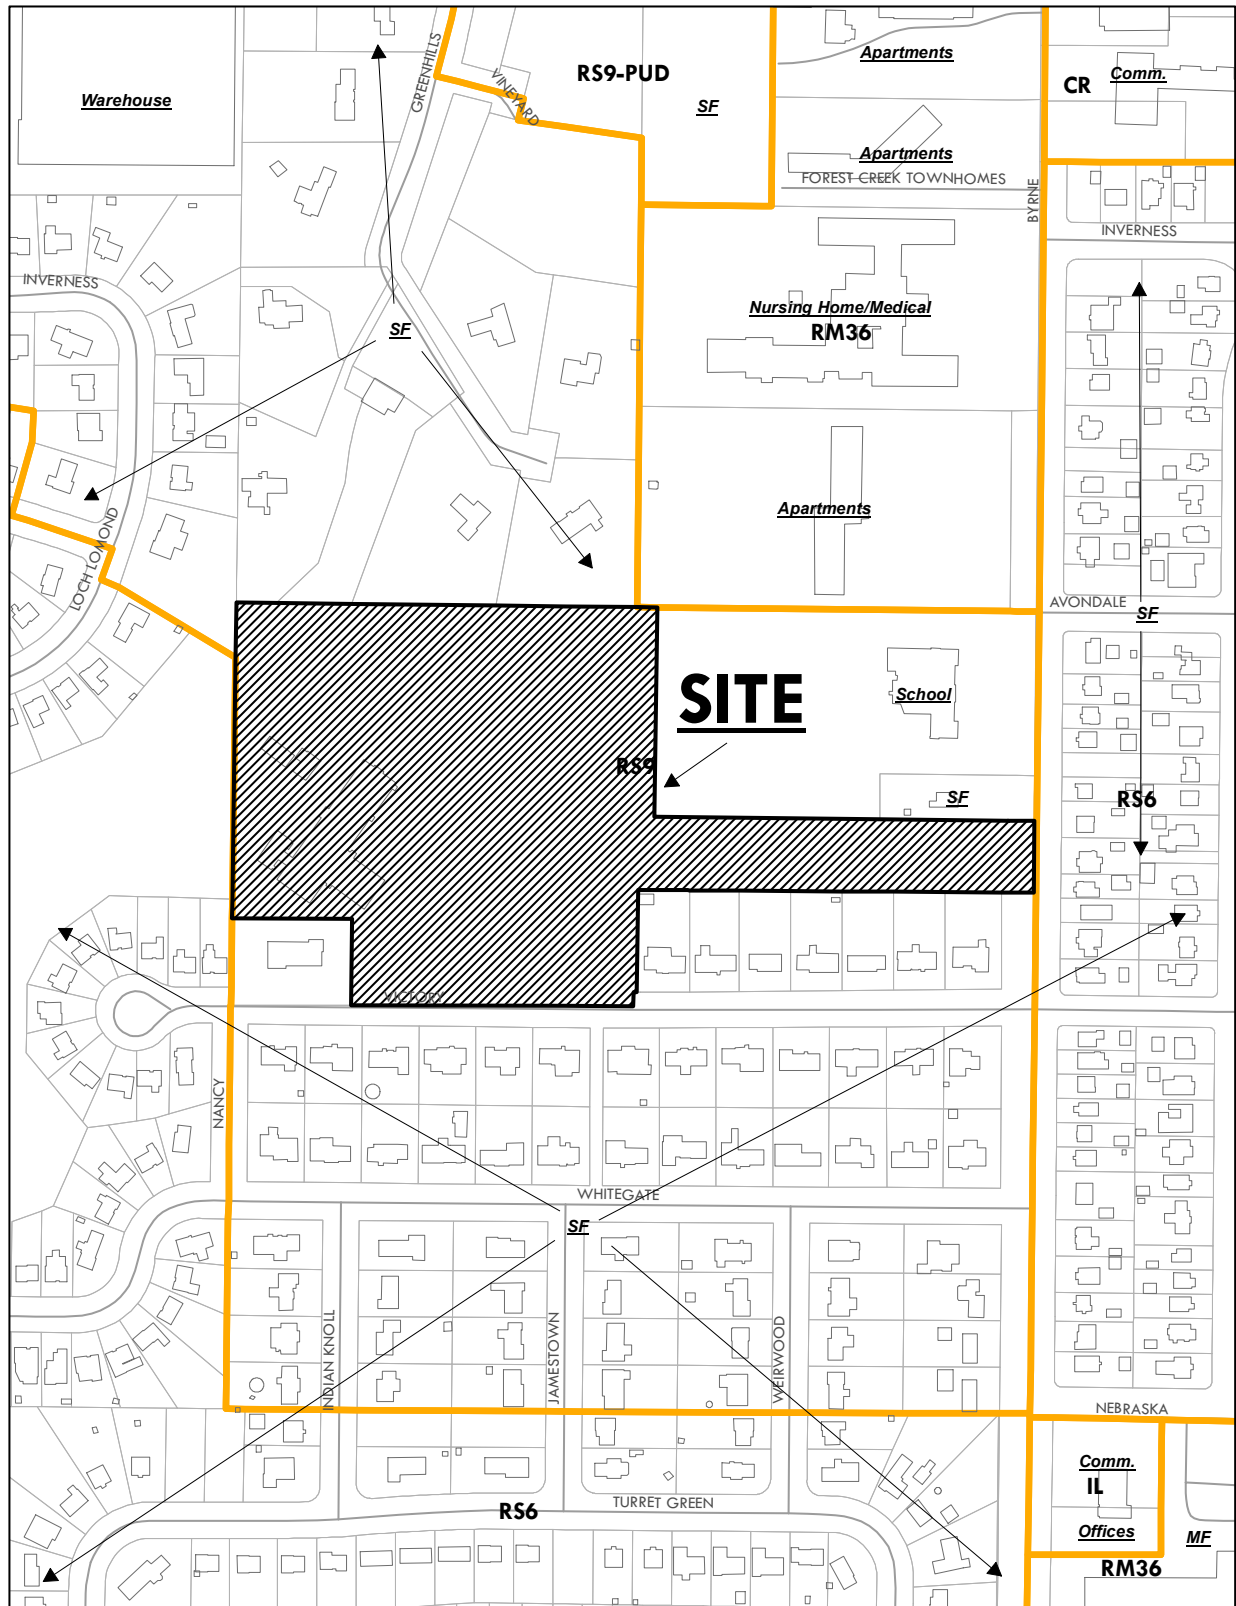 GREENHILLS
VINEYARD
RS9-PUD
SF
Apartments
CR
Comm.
Warehouse
Apartments
FOREST CREEK TOWNHOMES
BYRNE
INVERNESS
INVERNESS
SF
Nursing Home/Medical
RM36
LOCH LOMOND
Apartments
AVONDALE
SF
SITE
School
RS9
SF
RS6
VICTORY
NANCY
WHITEGATE
SF
INDIAN KNOLL
JAMESTOWN
WEIRWOOD
NEBRASKA
Comm.
IL
Offices
MF
TURRET GREEN
RS6
RM36